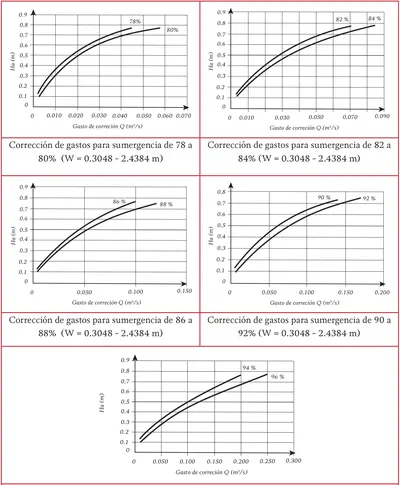 0.9
0.8
0.7
0.6
0.5
0.4
0.3
0.2
0.1
0
Ha (m)
78%
80%
0 0.010 0.020 0.030 0.040 0.050 0.060 0.070
Gasto de correción Q (m³/s)
0.9
0.8
0.7
0.6
0.5
0.4
0.3
0.2
0.1
Ha (m)
82 % 84 %
0 0.010 0.030 0.050 0.070 0.090
Gasto de correción Q (m³/s)
Corrección de gastos para sumergencia de 78 a
80% (W = 0.3048 - 2.4384 m)
Corrección de gastos para sumergencia de 82 a
84% (W = 0.3048 - 2.4384 m)
0.9
0.8
0.7
0.6
0.5
0.4
0.3
0.2
0.1
0
Ha (m)
86 % 88 %
0 0.050 0.100 0.150
Gasto de correción Q (m³/s)
0.8
0.7
0.6
0.5
0.4
0.3
0.2
0.1
0
Ha (m)
90 % 92 %
0 0.050 0.100 0.150 0.200
Gasto de correción Q (m³/s)
Corrección de gastos para sumergencia de 86 a
88% (W = 0.3048 - 2.4384 m)
Corrección de gastos para sumergencia de 90 a
92% (W = 0.3048 - 2.4384 m)
0.9
0.8
0.7
0.6
0.5
0.4
0.3
0.2
0.1
0
Ha (m)
94 %
96 %
0 0.050 0.100 0.150 0.200 0.250 0.300
Gasto de correción Q (m³/s)